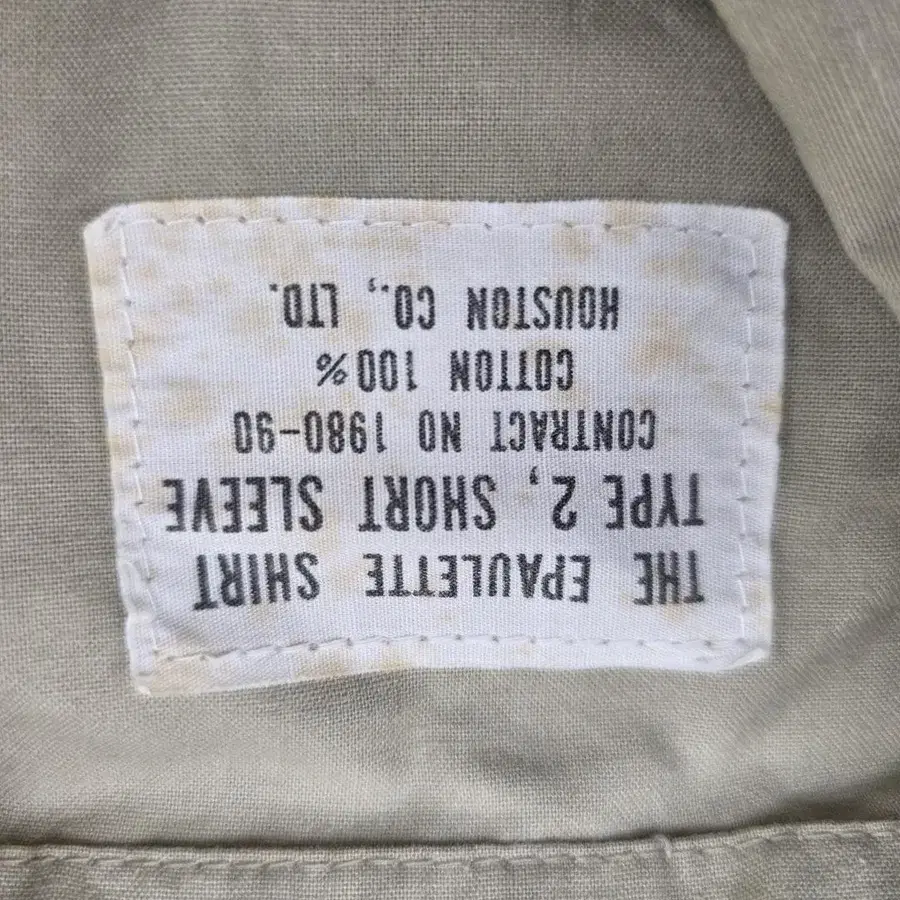 THE EPAULETTE SHIRT
TYPE 2, SHORT SLEEVE
CONTRACT NO 1980-90
COTTON 100%
HOUSTON CO., LTD.